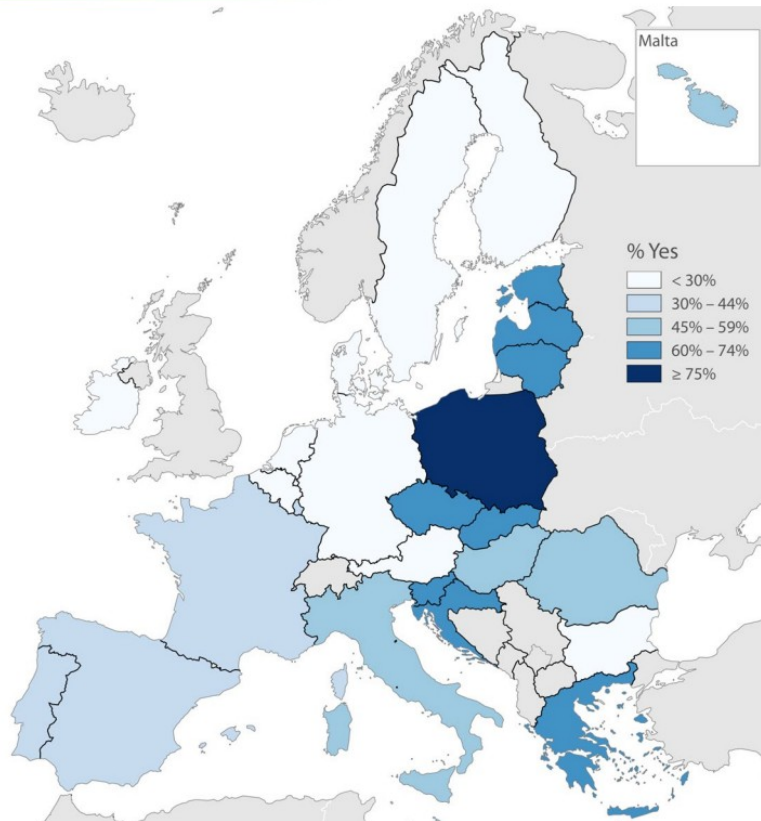 Malta
% Yes
< 30%
30% – 44%
45% – 59%
60% – 74%
≥ 75%